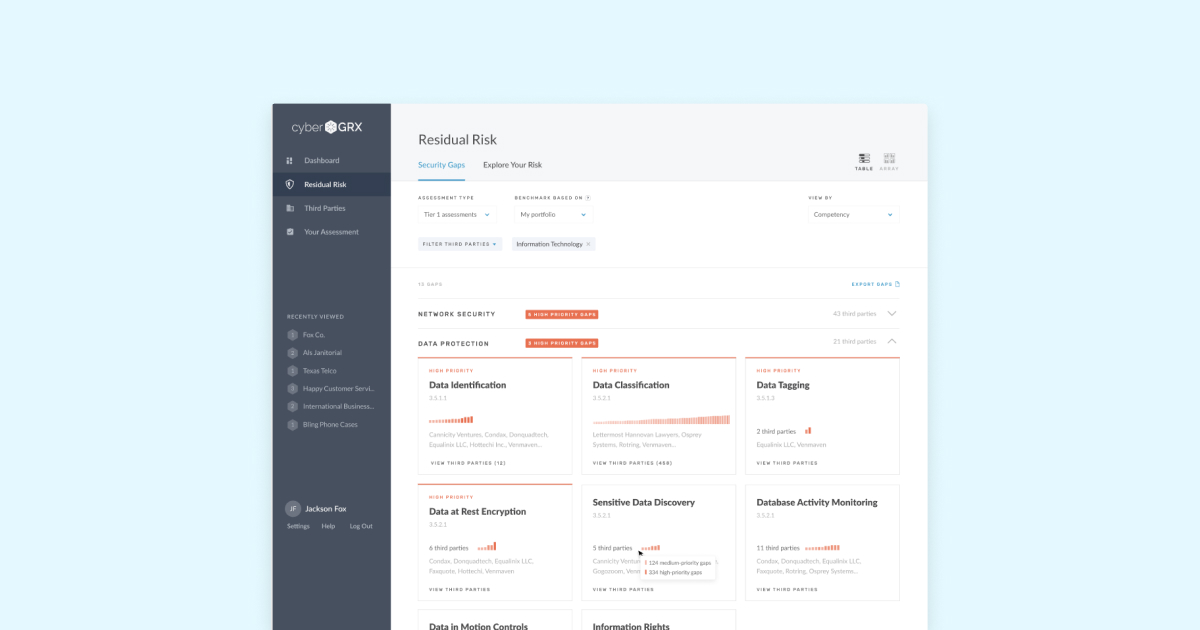 cyber GRX
Dashboard
Residual Risk
Third Parties
Your Assessment
RECENTLY VIEWED
1 Fox Co.
2 Als Janitorial
3 Texas Telco
Happy Customer Servi...
International Business...
Bling Phone Cases
JF Jackson Fox
Settings Help Log Out
Residual Risk
Security Gaps Explore Your Risk
TABLE ARRAY
ASSESSMENT TYPE BENCHMARK BASED ON VIEW BY
Tier 1 assessments My portfolio Competency
FILTER THIRD PARTIES Information Technology ×
GAPS EXPORT GAPS
NETWORK SECURITY HIGH PRIORITY GAPS 43 third parties
DATA PROTECTION HIGH PRIORITY GAPS 21 third parties
HIGH PRIORITY
Data Identification
3.5.1.1
Cannicity Ventures, Condax, Donquadtech,
Equalinix LLC, Hottechi Inc., Venmaven...
VIEW THIRD PARTIES (12)
HIGH PRIORITY
Data Classification
3.5.2.1
Lettermost Hannovan Lawyers, Osprey
Systems, Rotring, Venmaven...
VIEW THIRD PARTIES (468)
HIGH PRIORITY
Data Tagging
3.5.1.3
2 third parties
Equalinix LLC, Venmaven
VIEW THIRD PARTIES
HIGH PRIORITY
Data at Rest Encryption
3.5.2.1
6 third parties
Condax, Donquadtech, Equalinix LLC,
Faxquote, Hottechi, Venmaven
VIEW THIRD PARTIES
Sensitive Data Discovery
3.5.2.1
5 third parties
Cannicity Ventur
Gogozoran, Venm
124 medium-priority gaps
334 high-priority gaps
VIEW THIRD PARTIES
Database Activity Monitoring
3.5.2.1
11 third parties
Condax, Donquadtech, Equalinix LLC,
Faxquote, Rotring, Osprey Systems...
VIEW THIRD PARTIES
Data in Motion Controls
Information Rights